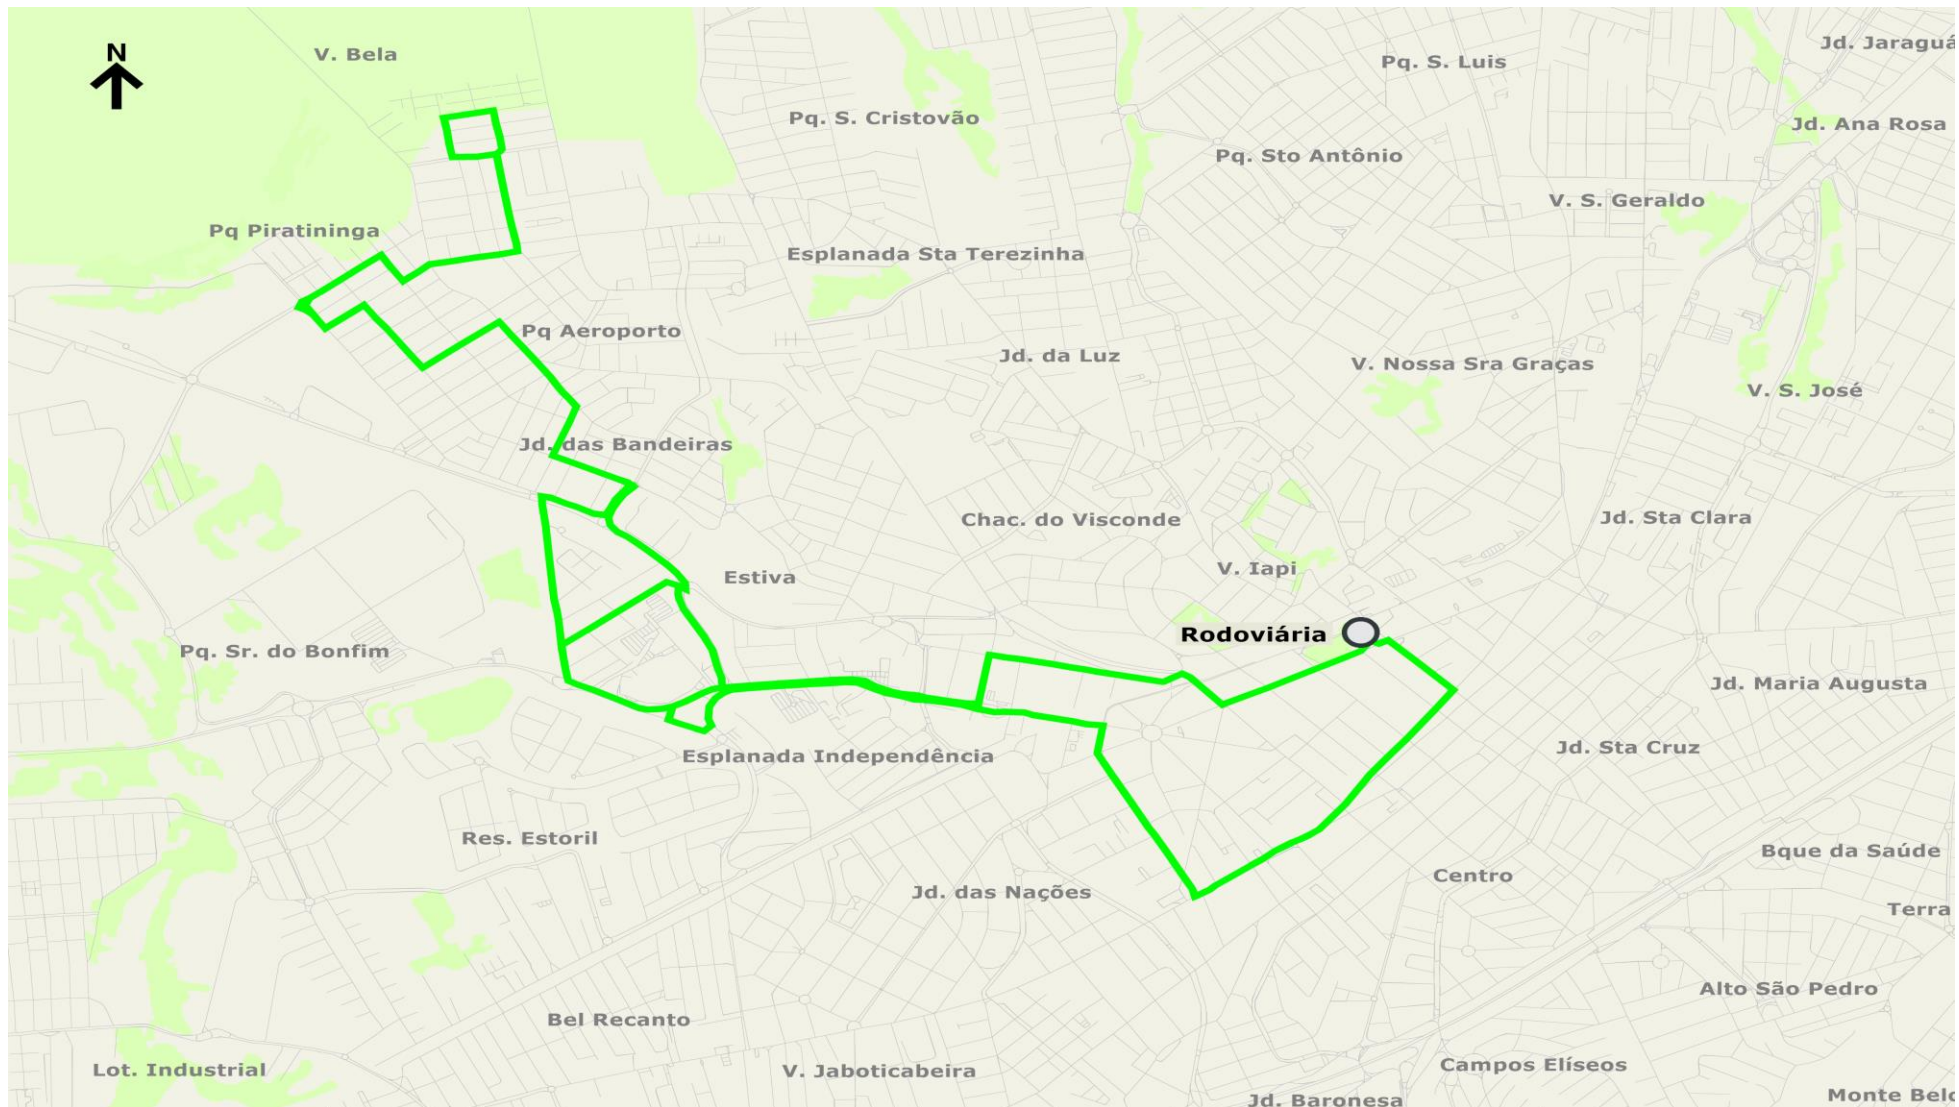 Jd. Jaraguá
N
V. Bela
Pq. S. Luis
Pq. S. Cristovão
Jd. Ana Rosa
Pq. Sto Antônio
V. S. Geraldo
Pq Piratininga
Esplanada Sta Terezinha
Pq Aeroporto
Jd. da Luz
V. Nossa Sra Graças
V. S. José
Jd. das Bandeiras
Chac. do Visconde
Jd. Sta Clara
V. Iapi
Estiva
Rodoviária
Pq. Sr. do Bonfim
Jd. Maria Augusta
Jd. Sta Cruz
Esplanada Independência
Res. Estoril
Bque da Saúde
Centro
Jd. das Nações
Terra
Alto São Pedro
Bel Recanto
Campos Elíseos
Lot. Industrial
V. Jaboticabeira
Monte Bel
Jd. Baronesa